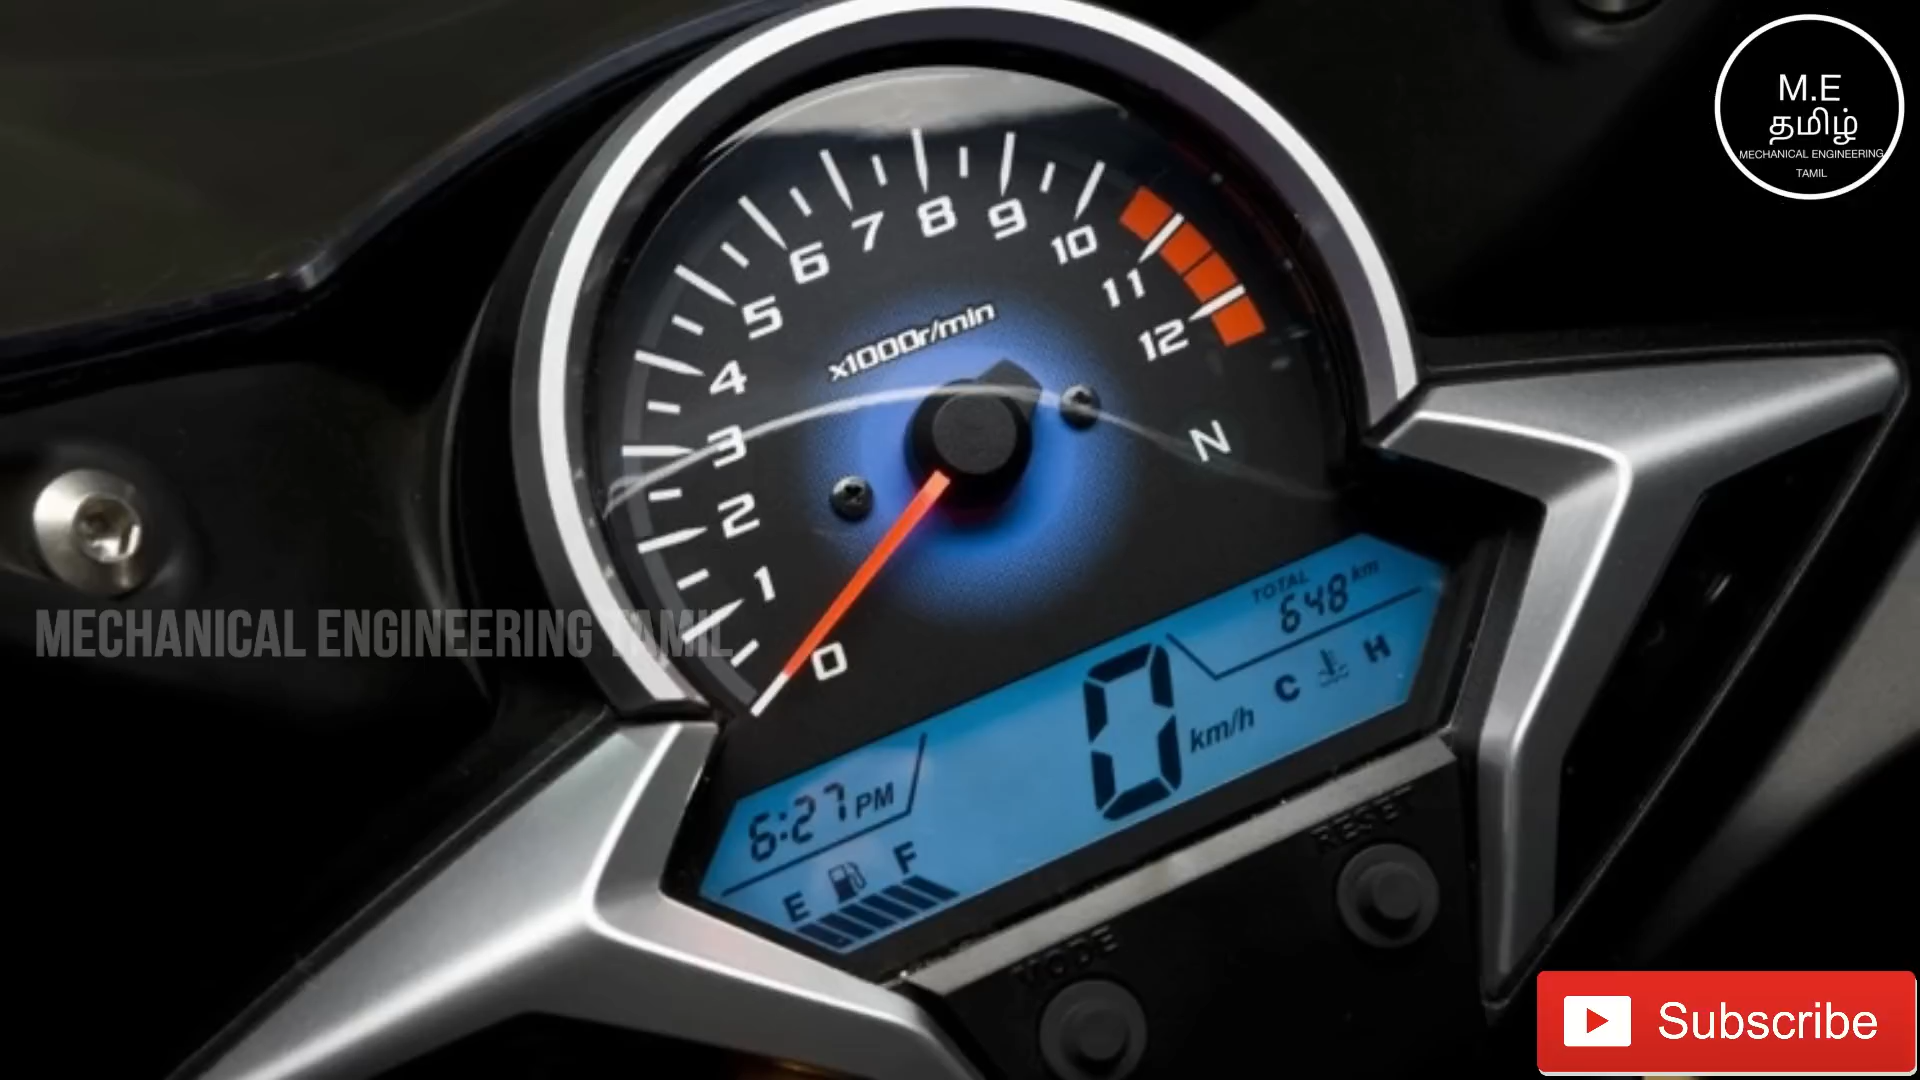 M.E
தமிழ்
MECHANICAL ENGINEERING
TAMIL
0
1
2
3
4
5
6
7
8
9
10
11
12
x1000r/min
N
MECHANICAL ENGINEERING TAMIL
TOTAL
648 km
0 km/h
C H
6:27 PM
E F
RESET
MODE
Subscribe